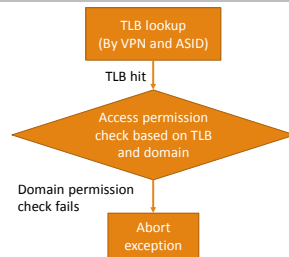 TLB lookup
(By VPN and ASID)
TLB hit
Access permission
check based on TLB
and domain
Domain permission
check fails
Abort
exception